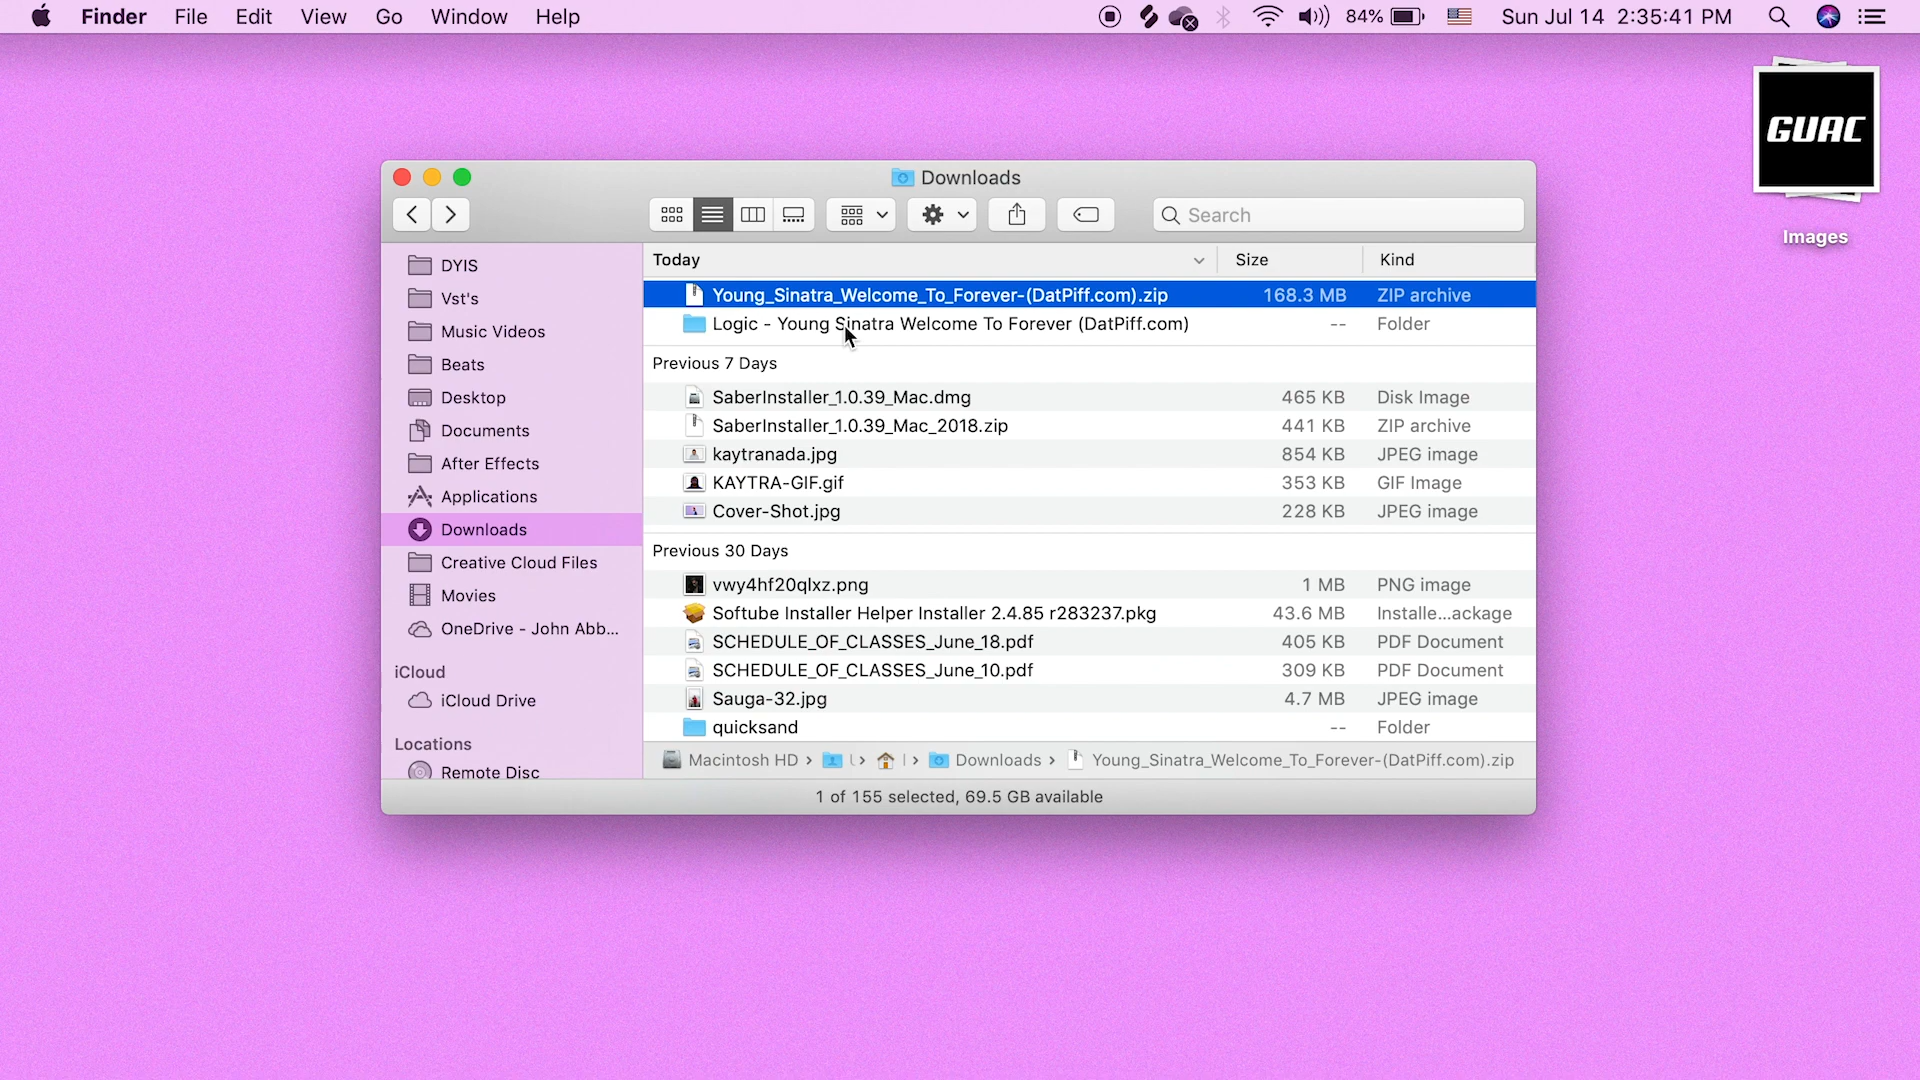 Finder File Edit View Go Window Help 84% Sun Jul 14 2:35:41 PM
GUAC
Images
Downloads
Search
DYIS
Vst's
Music Videos
Beats
Desktop
Documents
After Effects
Applications
Downloads
Creative Cloud Files
Movies
OneDrive - John Abb...
iCloud
iCloud Drive
Locations
Remote Disc
Today Size Kind
Young_Sinatra_Welcome_To_Forever-(DatPiff.com).zip 168.3 MB ZIP archive
Logic - Young Sinatra Welcome To Forever (DatPiff.com) -- Folder
Previous 7 Days
SaberInstaller_1.0.39_Mac.dmg 465 KB Disk Image
SaberInstaller_1.0.39_Mac_2018.zip 441 KB ZIP archive
kaytranada.jpg 854 KB JPEG image
KAYTRA-GIF.gif 353 KB GIF Image
Cover-Shot.jpg 228 KB JPEG image
Previous 30 Days
vwy4hf20qlxz.png 1 MB PNG image
Softube Installer Helper Installer 2.4.85 r283237.pkg 43.6 MB Installe...ackage
SCHEDULE_OF_CLASSES_June_18.pdf 405 KB PDF Document
SCHEDULE_OF_CLASSES_June_10.pdf 309 KB PDF Document
Sauga-32.jpg 4.7 MB JPEG image
quicksand -- Folder
Macintosh HD › › › Downloads › Young_Sinatra_Welcome_To_Forever-(DatPiff.com).zip
1 of 155 selected, 69.5 GB available